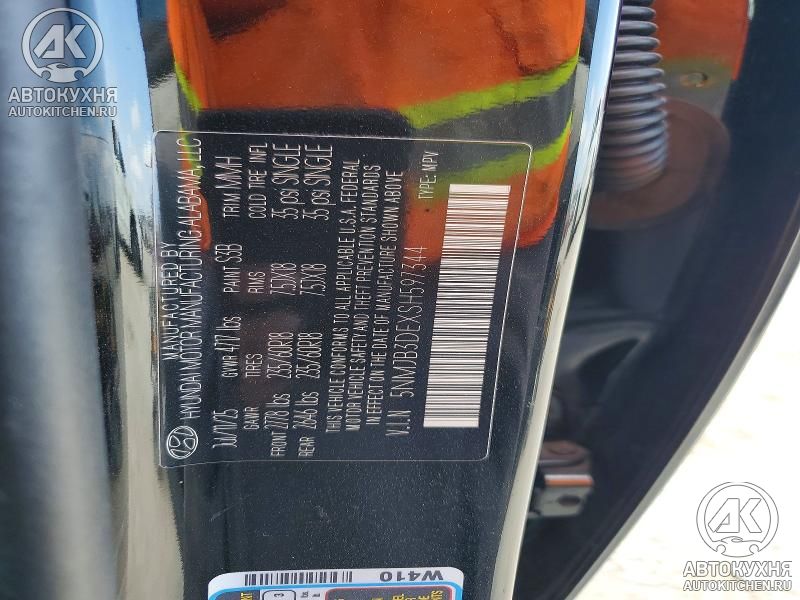 АВТОКУХНЯ
AUTOKITCHEN.RU
MANUFACTURED BY
HYUNDAI MOTOR MANUFACTURING ALABAMA, LLC
GVWR 4717 lbs PAINT S3B TRIM MMH
GAWR TIRES RIMS COLD TIRE INFL
FRONT 2778 lbs 235/60R18 7.5JX18 35 psi SINGLE
REAR 2646 lbs 235/60R18 7.5JX18 35 psi SINGLE
THIS VEHICLE CONFORMS TO ALL APPLICABLE U.S.A. FEDERAL
MOTOR VEHICLE SAFETY AND THEFT PREVENTION STANDARDS
IN EFFECT ON THE DATE OF MANUFACTURE SHOWN ABOVE
V.I.N 5NMJB3DEXSH597344 TYPE: MPV
W410
АВТОКУХНЯ
AUTOKITCHEN.RU